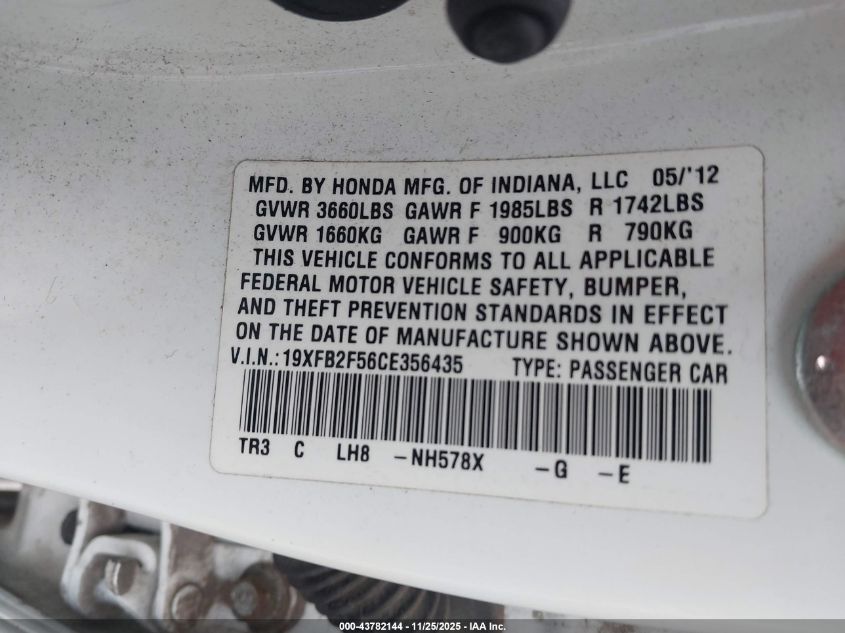 MFD. BY HONDA MFG. OF INDIANA, LLC 05/'12
GVWR 3660LBS GAWR F 1985LBS R 1742LBS
GVWR 1660KG GAWR F 900KG R 790KG
THIS VEHICLE CONFORMS TO ALL APPLICABLE
FEDERAL MOTOR VEHICLE SAFETY, BUMPER,
AND THEFT PREVENTION STANDARDS IN EFFECT
ON THE DATE OF MANUFACTURE SHOWN ABOVE.
V.I.N.:19XFB2F56CE356435 TYPE: PASSENGER CAR
TR3 C LH8 -NH578X -G -E
000-43782144 - 11/25/2025 - IAA Inc.